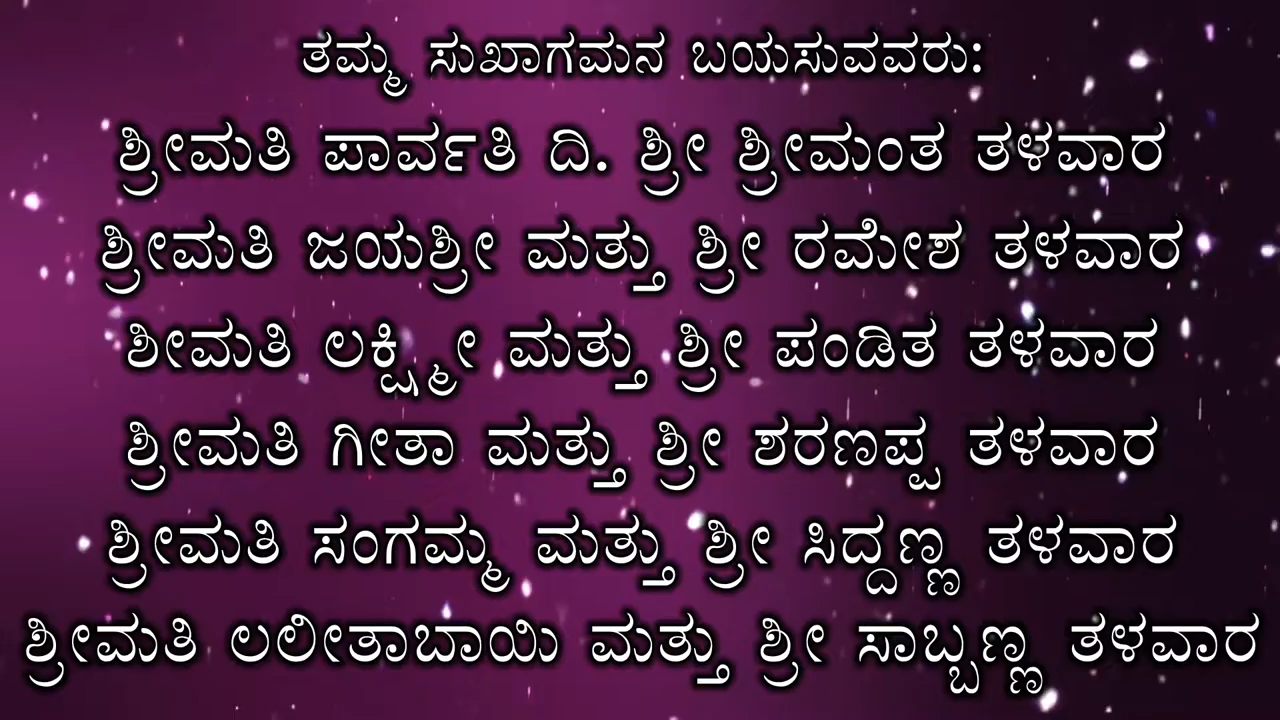 ತಮ್ಮ ಸುಖಾಗಮನ ಬಯಸುವವರು:
ಶ್ರೀಮತಿ ಪಾರ್ವತಿ ದಿ. ಶ್ರೀ ಶ್ರೀಮಂತ ತಳವಾರ
ಶ್ರೀಮತಿ ಜಯಶ್ರೀ ಮತ್ತು ಶ್ರೀ ರಮೇಶ ತಳವಾರ
ಶೀಮತಿ ಲಕ್ಷ್ಮೀ ಮತ್ತು ಶ್ರೀ ಪಂಡಿತ ತಳವಾರ
ಶ್ರೀಮತಿ ಗೀತಾ ಮತ್ತು ಶ್ರೀ ಶರಣಪ್ಪ ತಳವಾರ
ಶ್ರೀಮತಿ ಸಂಗಮ್ಮ ಮತ್ತು ಶ್ರೀ ಸಿದ್ದಣ್ಣ ತಳವಾರ
ಶ್ರೀಮತಿ ಲಲೀತಾಬಾಯಿ ಮತ್ತು ಶ್ರೀ ಸಾಬ್ಬಣ್ಣ ತಳವಾರ